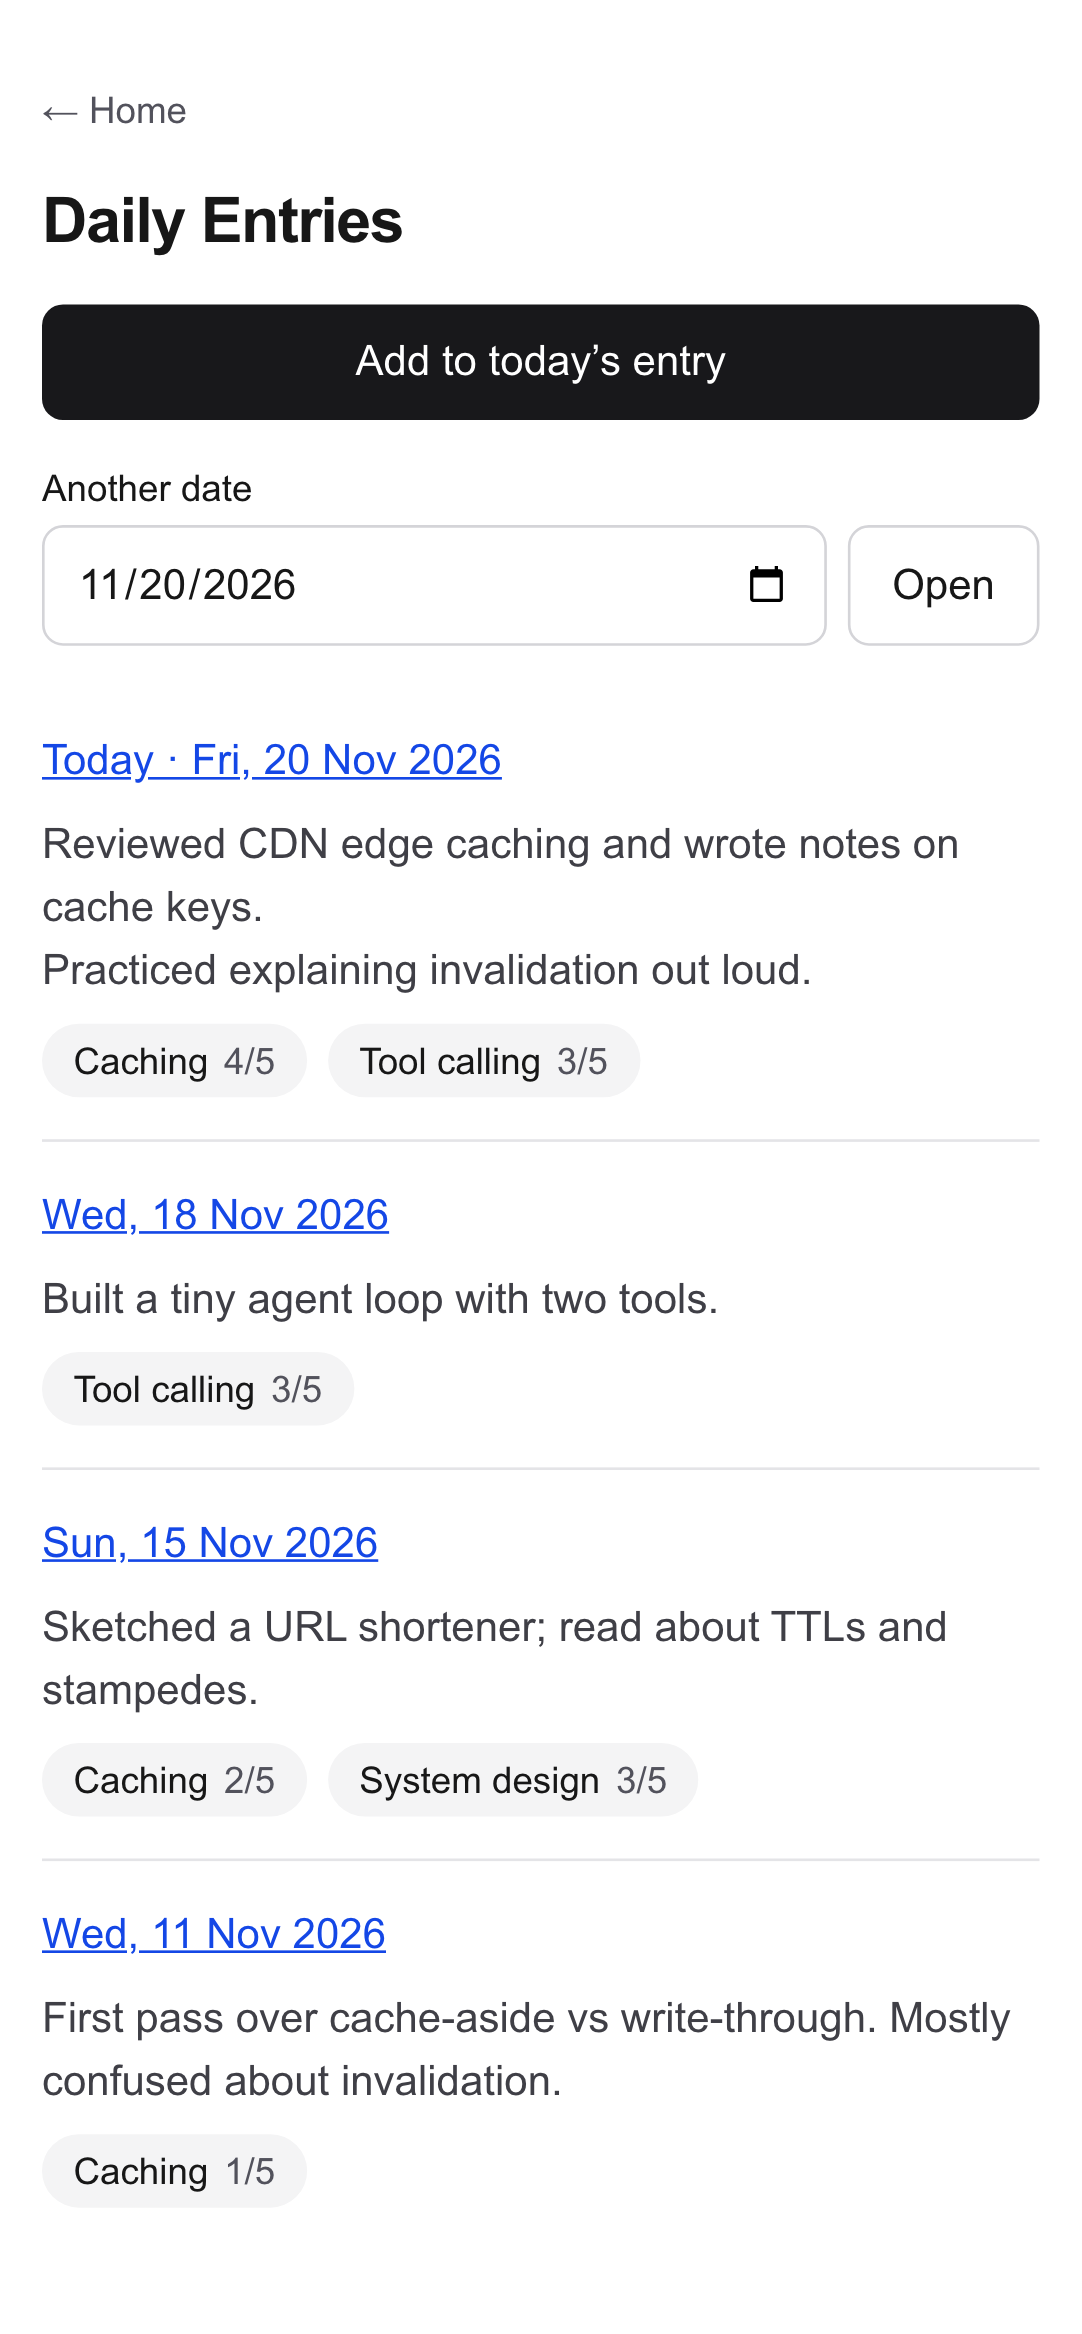 ← Home
Daily Entries
Add to today’s entry
Another date
11/20/2026
Open
Today · Fri, 20 Nov 2026
Reviewed CDN edge caching and wrote notes on
cache keys.
Practiced explaining invalidation out loud.
Caching 4/5 Tool calling 3/5
Wed, 18 Nov 2026
Built a tiny agent loop with two tools.
Tool calling 3/5
Sun, 15 Nov 2026
Sketched a URL shortener; read about TTLs and
stampedes.
Caching 2/5 System design 3/5
Wed, 11 Nov 2026
First pass over cache-aside vs write-through. Mostly
confused about invalidation.
Caching 1/5